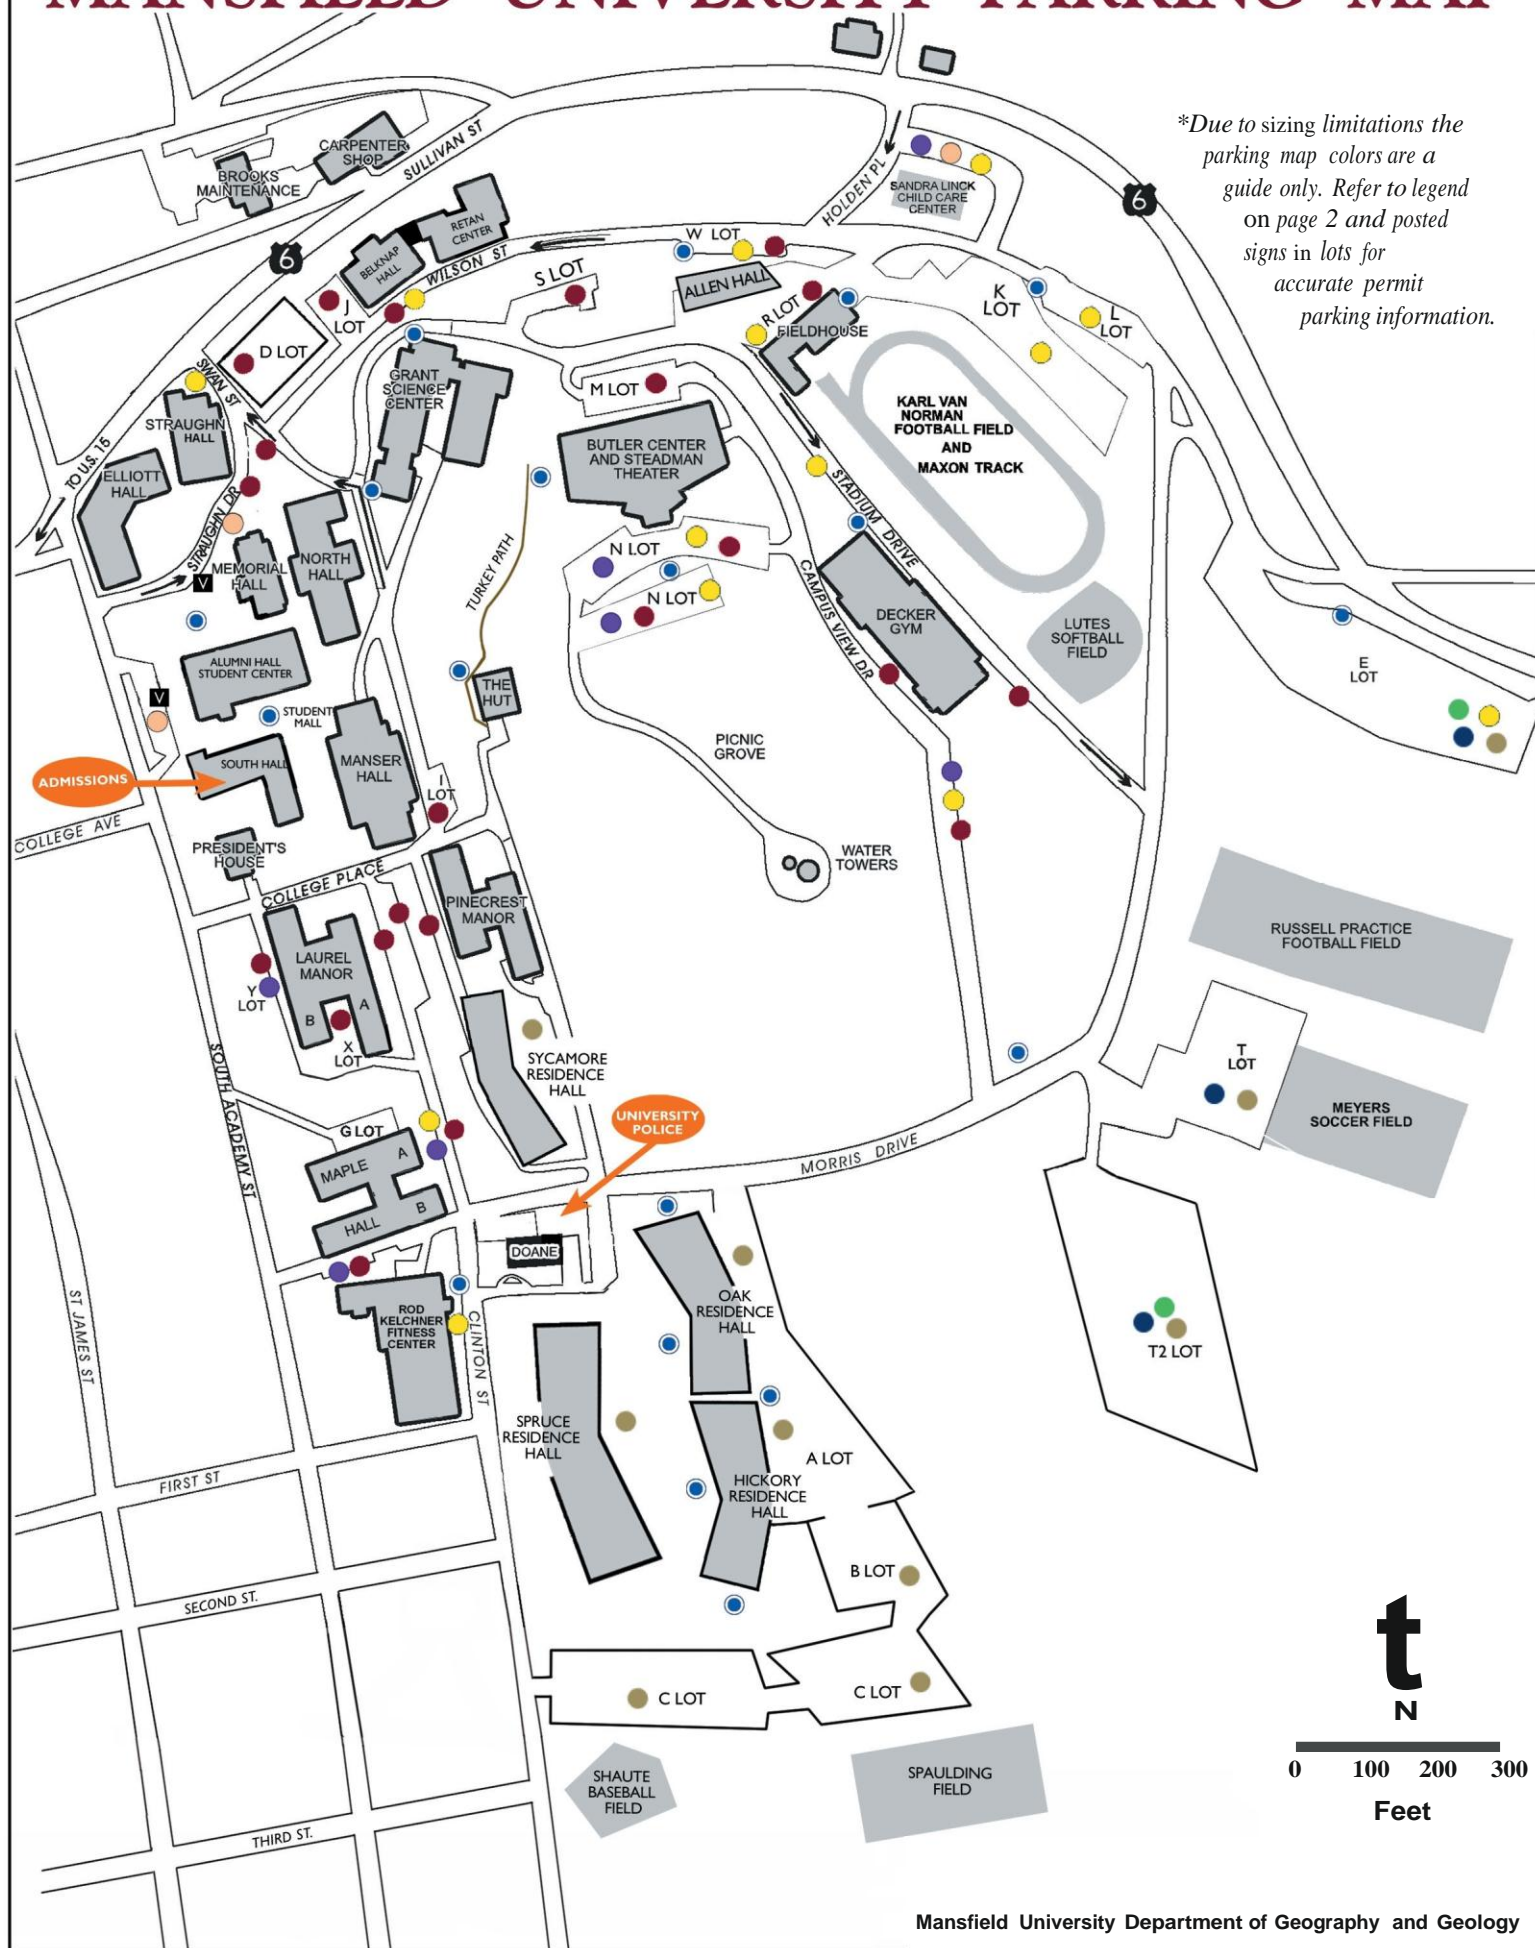 MANSFIELD UNIVERSITY PARKING MAP
*Due to sizing limitations the
parking map colors are a
guide only. Refer to legend
on page 2 and posted
signs in lots for
accurate permit
parking information.
CARPENTER
SHOP
BROOKS
MAINTENANCE
SULLIVAN ST
6
RETAN
CENTER
BELKNAP
HALL
WILSON ST
HOLDEN PL
SANDRA LINCK
CHILD CARE
CENTER
6
W LOT
ALLEN HALL
S LOT
J
LOT
D LOT
R LOT
FIELDHOUSE
K
LOT
L
LOT
SWAN ST
STRAUGHN
HALL
GRANT
SCIENCE
CENTER
M LOT
BUTLER CENTER
AND STEADMAN
THEATER
KARL VAN
NORMAN
FOOTBALL FIELD
AND
MAXON TRACK
TO U.S. 15
ELLIOTT
HALL
STRAUGHN DR
V
MEMORIAL
HALL
NORTH
HALL
TURKEY PATH
N LOT
N LOT
STADIUM DRIVE
CAMPUS VIEW DR
DECKER
GYM
LUTES
SOFTBALL
FIELD
E
LOT
ALUMNI HALL
STUDENT CENTER
V
STUDENT
MALL
THE
HUT
ADMISSIONS
SOUTH HALL
MANSER
HALL
I
LOT
PICNIC
GROVE
COLLEGE AVE
PRESIDENT'S
HOUSE
COLLEGE PLACE
WATER
TOWERS
PINECREST
MANOR
LAUREL
MANOR
A
B
Y
LOT
X
LOT
RUSSELL PRACTICE
FOOTBALL FIELD
SYCAMORE
RESIDENCE
HALL
T
LOT
MEYERS
SOCCER FIELD
SOUTH ACADEMY ST
UNIVERSITY
POLICE
G LOT
MAPLE
A
HALL
B
MORRIS DRIVE
DOANE
ST JAMES ST
ROD
KELCHNER
FITNESS
CENTER
CLINTON ST
OAK
RESIDENCE
HALL
T2 LOT
SPRUCE
RESIDENCE
HALL
A LOT
HICKORY
RESIDENCE
HALL
FIRST ST
B LOT
SECOND ST.
C LOT
C LOT
t
N
0 100 200 300
Feet
SHAUTE
BASEBALL
FIELD
SPAULDING
FIELD
THIRD ST.
Mansfield University Department of Geography and Geology